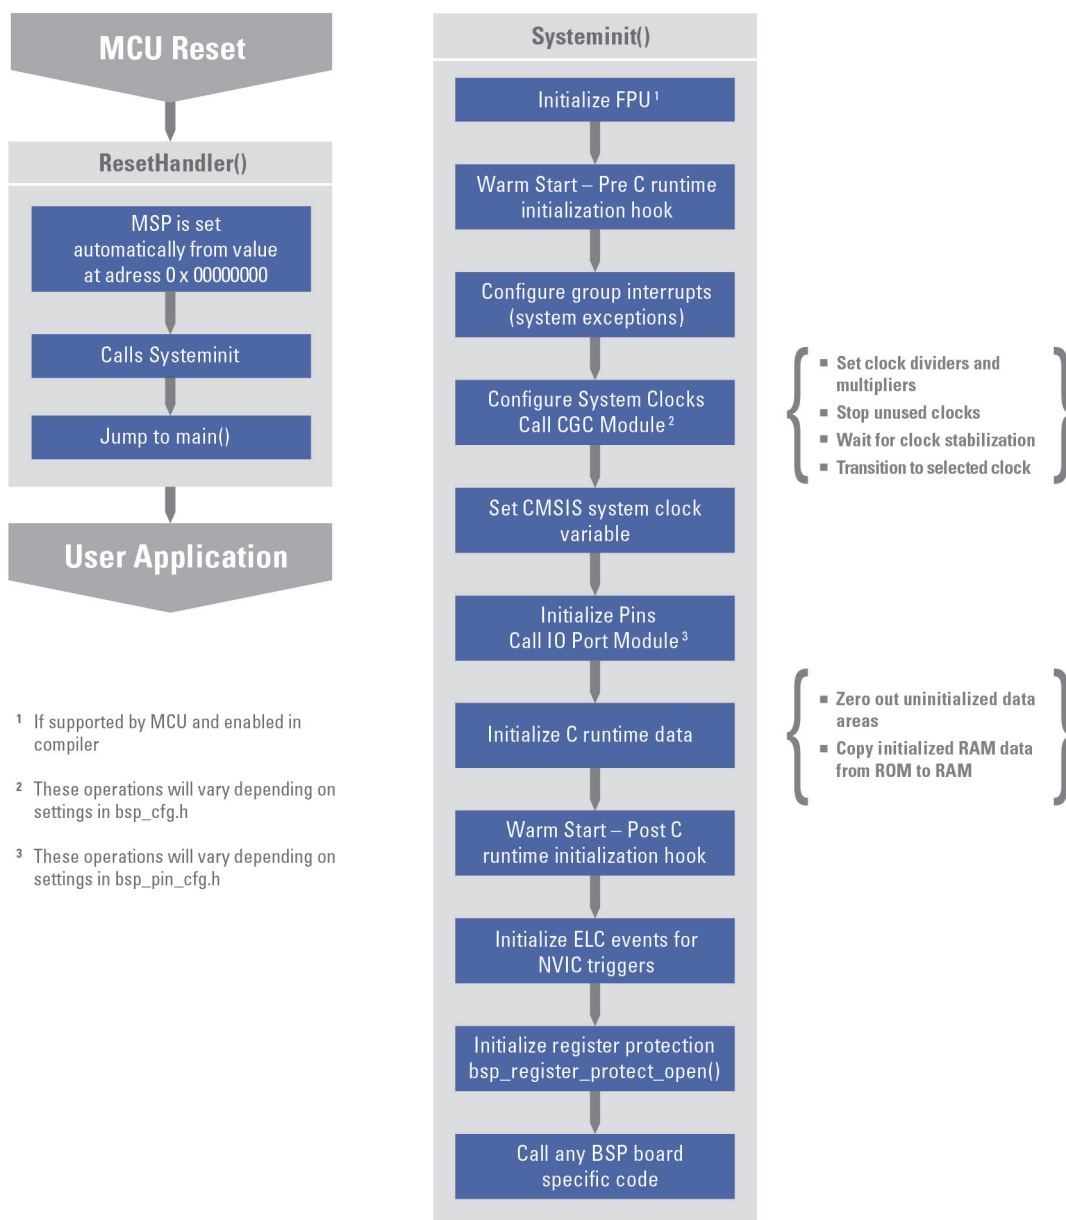 MCU Reset
ResetHandler()
MSP is set
automatically from value
at adress 0 x 00000000
Calls Systeminit
Jump to main()
User Application
1 If supported by MCU and enabled in
compiler
2 These operations will vary depending on
settings in bsp_cfg.h
3 These operations will vary depending on
settings in bsp_pin_cfg.h
Systeminit()
Initialize FPU 1
Warm Start – Pre C runtime
initialization hook
Configure group interrupts
(system exceptions)
Configure System Clocks
Call CGC Module 2
Set CMSIS system clock
variable
Initialize Pins
Call IO Port Module 3
Initialize C runtime data
Warm Start – Post C
runtime initialization hook
Initialize ELC events for
NVIC triggers
Initialize register protection
bsp_register_protect_open()
Call any BSP board
specific code
■ Set clock dividers and
multipliers
■ Stop unused clocks
■ Wait for clock stabilization
■ Transition to selected clock
■ Zero out uninitialized data
areas
■ Copy initialized RAM data
from ROM to RAM